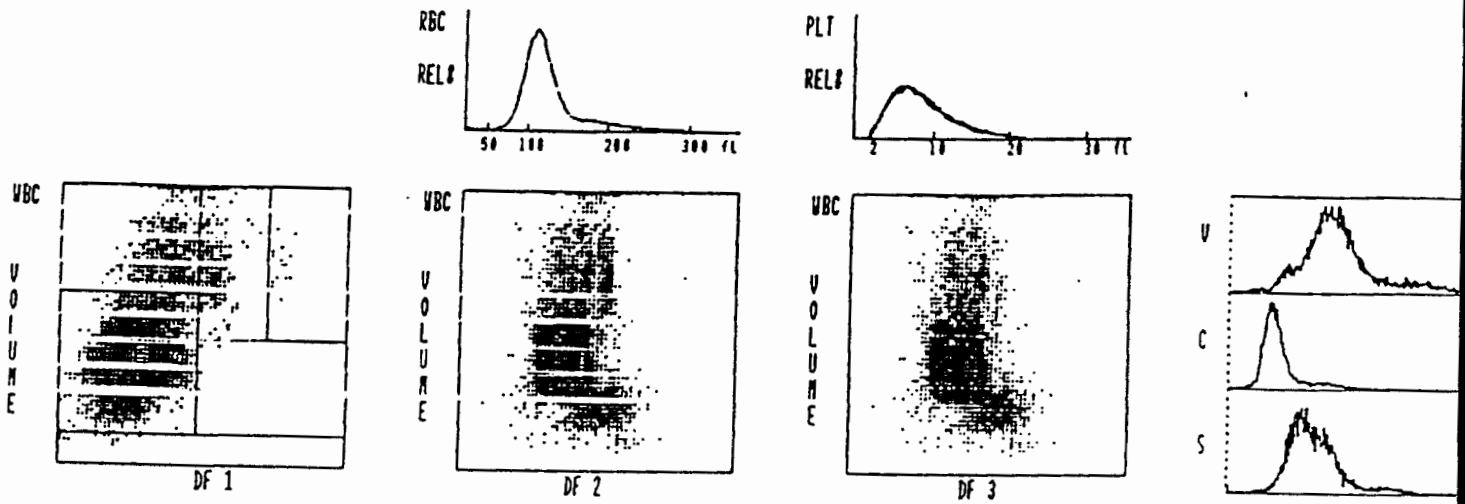 RBC
REL%
50 100 200 300 fL
PLT
REL%
2 10 20 30 fL
WBC
VOLUME
DF 1
WBC
VOLUME
DF 2
WBC
VOLUME
DF 3
V
C
S